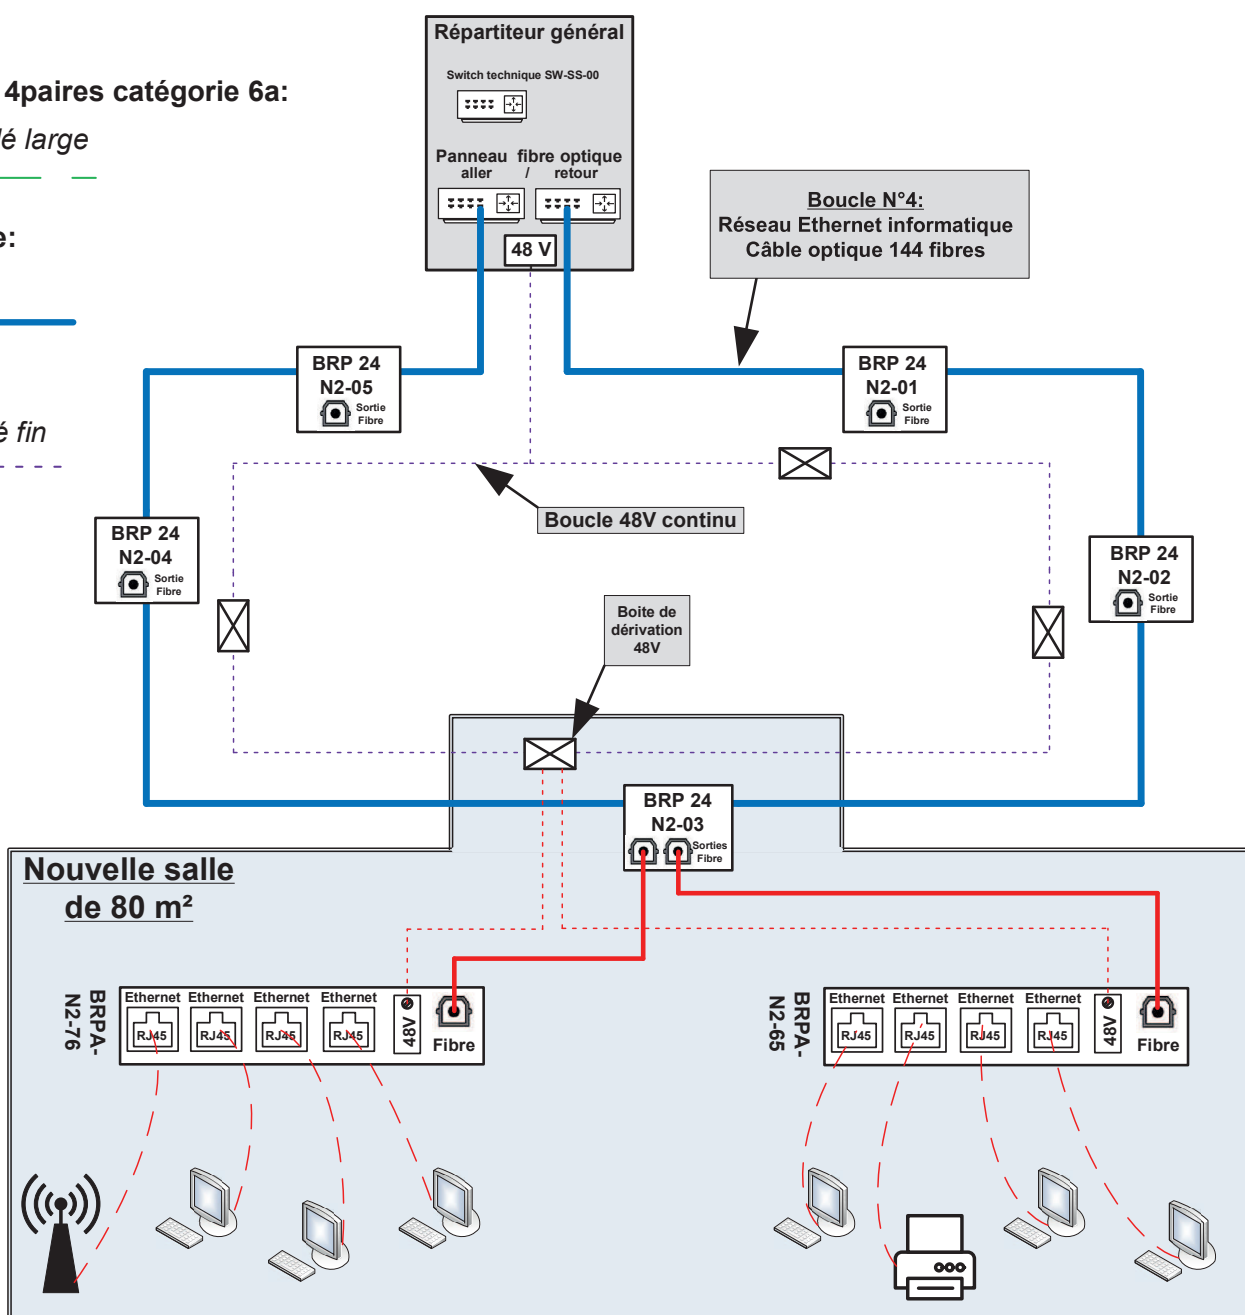 Répartiteur général
Switch technique SW-SS-00
Panneau fibre optique
aller / retour
48 V
4paires catégorie 6a:
lé large
e:
é fin
Boucle N°4:
Réseau Ethernet informatique
Câble optique 144 fibres
BRP 24
N2-05
Sortie
Fibre
BRP 24
N2-01
Sortie
Fibre
Boucle 48V continu
BRP 24
N2-04
Sortie
Fibre
BRP 24
N2-02
Sortie
Fibre
Boite de
dérivation
48V
BRP 24
N2-03
Sorties
Fibre
Nouvelle salle
de 80 m²
BRPA-
N2-76
Ethernet Ethernet Ethernet Ethernet
RJ45 RJ45 RJ45 RJ45
48V
Fibre
BRPA-
N2-65
Ethernet Ethernet Ethernet Ethernet
RJ45 RJ45 RJ45 RJ45
48V
Fibre